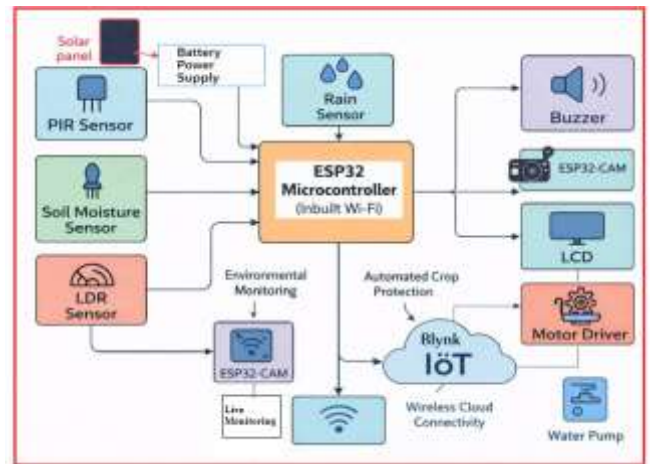 Solar
panel
Battery
Power
Supply
PIR Sensor
Rain
Sensor
Buzzer
ESP32
Microcontroller
(Inbuilt Wi-Fi)
ESP32-CAM
Soil Moisture
Sensor
LCD
LDR
Sensor
Environmental
Monitoring
Automated Crop
Protection
Motor Driver
Blynk
IöT
ESP32-CAM
Live
Monitoring
Wireless Cloud
Connectivity
Water Pump